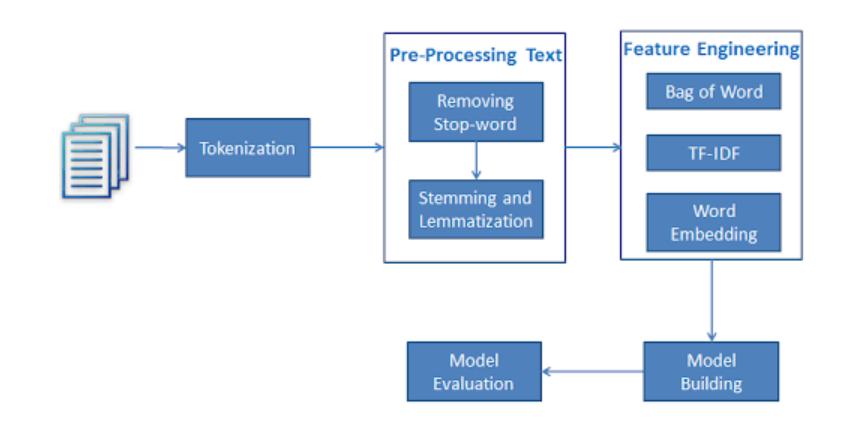 Pre-Processing Text
Feature Engineering
Removing
Stop-word
Bag of Word
Tokenization
TF-IDF
Stemming and
Lemmatization
Word
Embedding
Model
Evaluation
Model
Building